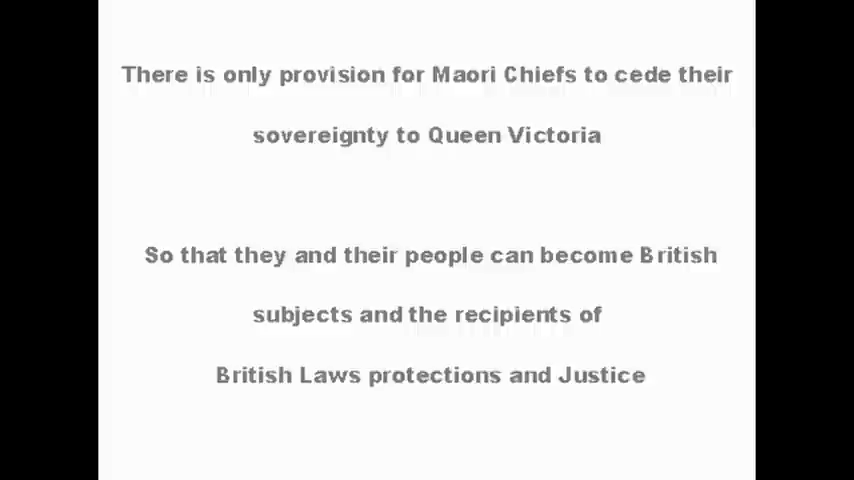 There is only provision for Maori Chiefs to cede their
sovereignty to Queen Victoria
So that they and their people can become British
subjects and the recipients of
British Laws protections and Justice